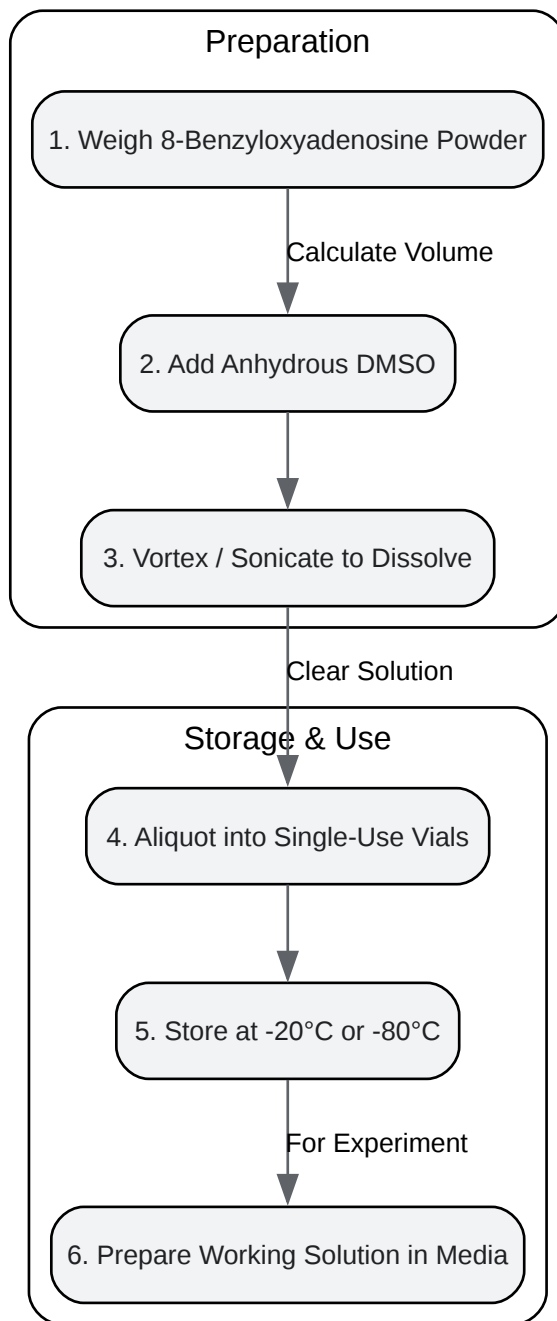 Preparation
1. Weigh 8-Benzyloxyadenosine Powder
Calculate Volume
2. Add Anhydrous DMSO
3. Vortex / Sonicate to Dissolve
Clear Solution
Storage & Use
4. Aliquot into Single-Use Vials
5. Store at -20°C or -80°C
For Experiment
6. Prepare Working Solution in Media